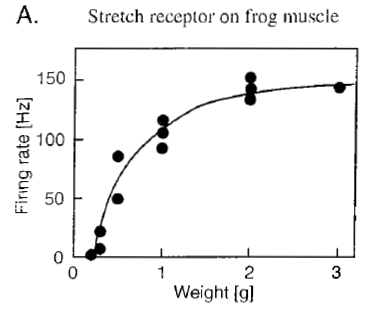 A. Stretch receptor on frog muscle
150
100
50
0
Firing rate [Hz]
0 1 2 3
Weight [g]